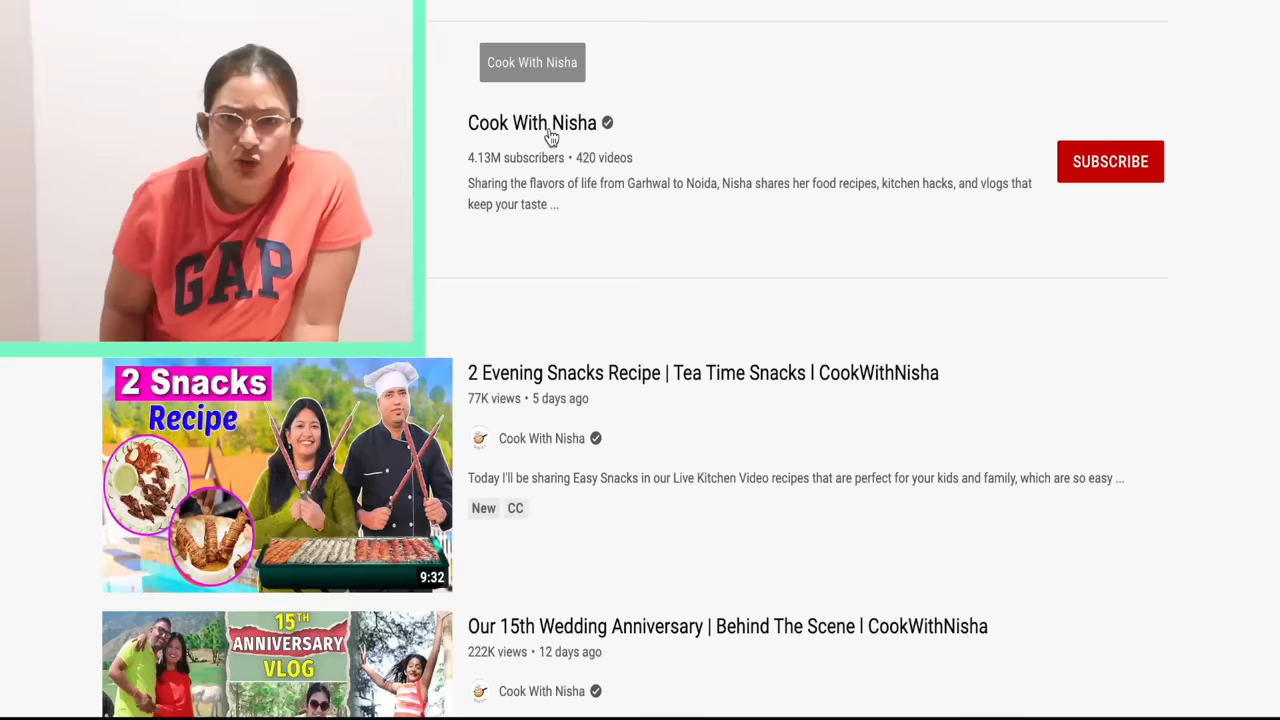 GAP
Cook With Nisha
Cook With Nisha
4.13M subscribers • 420 videos
SUBSCRIBE
Sharing the flavors of life from Garhwal to Noida, Nisha shares her food recipes, kitchen hacks, and vlogs that
keep your taste ...
2 Snacks
Recipe
9:32
2 Evening Snacks Recipe | Tea Time Snacks l CookWithNisha
77K views • 5 days ago
Cook With Nisha
Today I'll be sharing Easy Snacks in our Live Kitchen Video recipes that are perfect for your kids and family, which are so easy ...
New CC
15TH
ANNIVERSARY
VLOG
Our 15th Wedding Anniversary | Behind The Scene l CookWithNisha
222K views • 12 days ago
Cook With Nisha